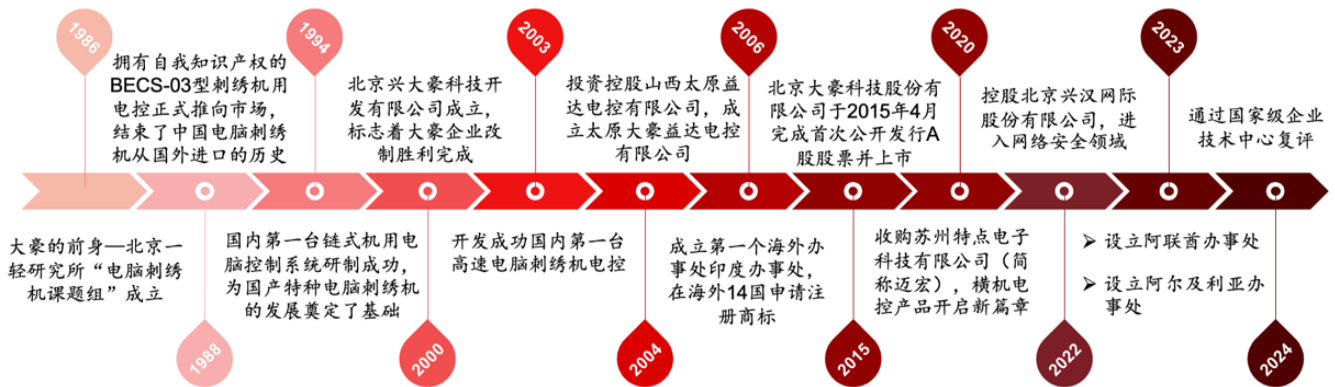 1986
1994
2003
2006
2020
2023
拥有自我知识产权的
BECS-03型刺绣机用
电控正式推向市场，
结束了中国电脑刺绣
机从国外进口的历史
北京兴大豪科技开
发有限公司成立，
标志着大豪企业改
制胜利完成
投资控股山西太原益
达电控有限公司，成
立太原大豪益达电控
有限公司
北京大豪科技股份有
限公司于2015年4月
完成首次公开发行A
股股票并上市
控股北京兴汉网际
股份有限公司，进
入网络安全领域
通过国家级企业
技术中心复评
大豪的前身—北京一
轻研究所“电脑刺绣
机课题组”成立
国内第一台链式机用电
脑控制系统研制成功，
为国产特种电脑刺绣机
的发展奠定了基础
开发成功国内第一台
高速电脑刺绣机电控
成立第一个海外办
事处印度办事处，
在海外14国申请注
册商标
收购苏州特点电子
科技有限公司（简
称迈宏），横机电
控产品开启新篇章
➢ 设立阿联首办事处
➢ 设立阿尔及利亚办
事处
1988
2000
2004
2015
2022
2024